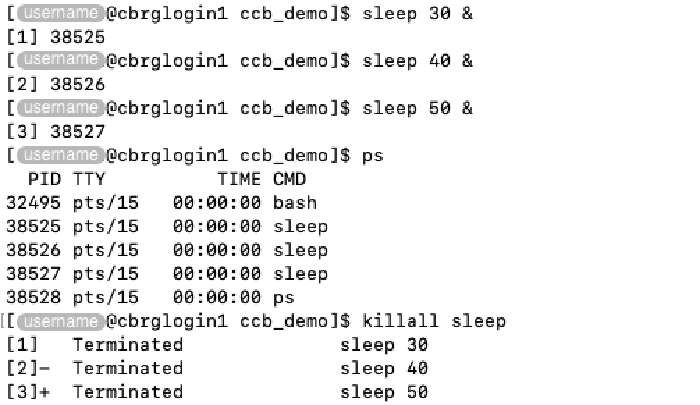 [username@cbrglogin1 ccb_demo]$ sleep 30 &
[1] 38525
[username@cbrglogin1 ccb_demo]$ sleep 40 &
[2] 38526
[username@cbrglogin1 ccb_demo]$ sleep 50 &
[3] 38527
[username@cbrglogin1 ccb_demo]$ ps
  PID TTY          TIME CMD
32495 pts/15   00:00:00 bash
38525 pts/15   00:00:00 sleep
38526 pts/15   00:00:00 sleep
38527 pts/15   00:00:00 sleep
38528 pts/15   00:00:00 ps
[[username@cbrglogin1 ccb_demo]$ killall sleep
[1]   Terminated              sleep 30
[2]-  Terminated              sleep 40
[3]+  Terminated              sleep 50